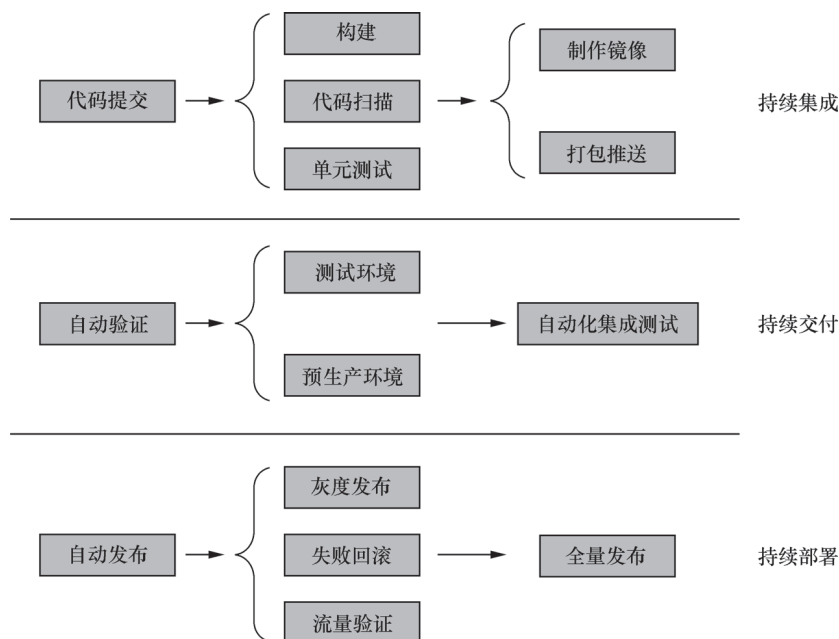 代码提交
构建
代码扫描
单元测试
制作镜像
打包推送
持续集成
自动验证
测试环境
预生产环境
自动化集成测试
持续交付
自动发布
灰度发布
失败回滚
流量验证
全量发布
持续部署